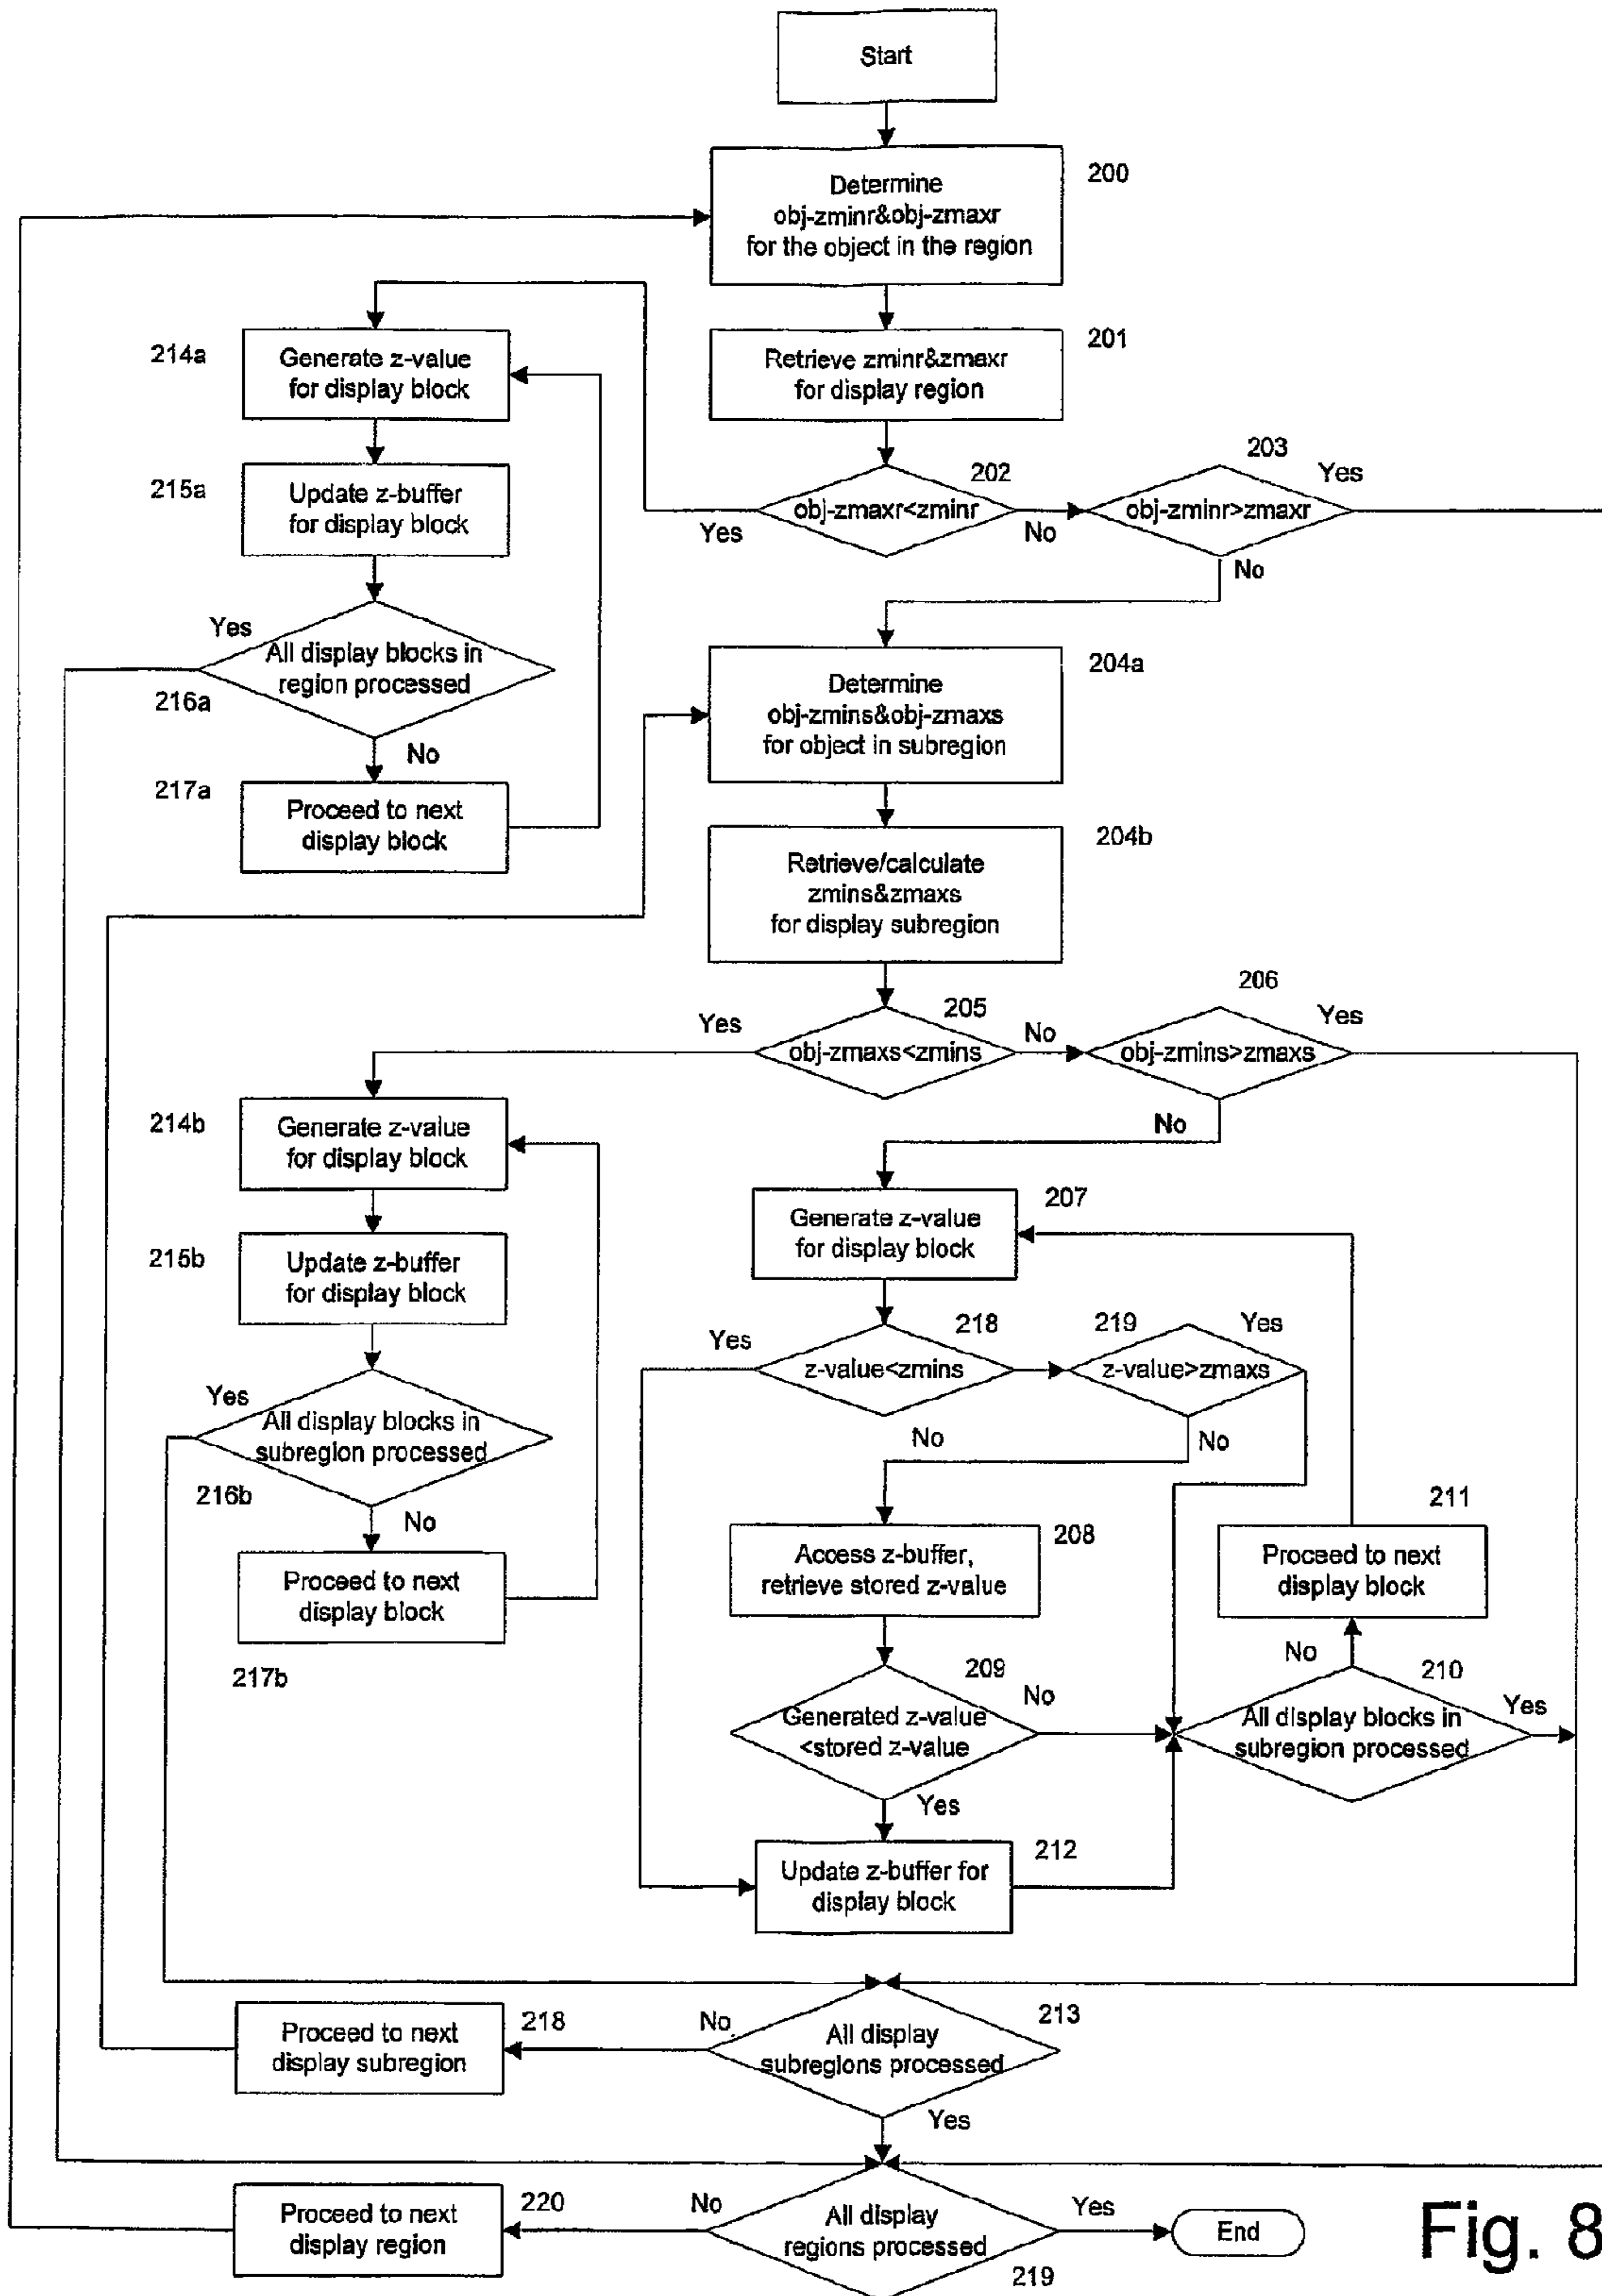 Start
200
Determine
obj-zminr&obj-zmaxr
for the object in the region
214a
Generate z-value
for display block
201
Retrieve zminr&zmaxr
for display region
215a
Update z-buffer
for display block
202
obj-zmaxr<zminr
Yes
No
203
obj-zminr>zmaxr
Yes
No
Yes
All display blocks in
region processed
216a
No
204a
Determine
obj-zmins&obj-zmaxs
for object in subregion
217a
Proceed to next
display block
204b
Retrieve/calculate
zmins&zmaxs
for display subregion
205
obj-zmaxs<zmins
Yes
No
206
obj-zmins>zmaxs
Yes
No
214b
Generate z-value
for display block
207
Generate z-value
for display block
215b
Update z-buffer
for display block
218
z-value<zmins
Yes
No
219
z-value>zmaxs
Yes
No
Yes
All display blocks in
subregion processed
216b
No
208
Access z-buffer,
retrieve stored z-value
211
Proceed to next
display block
Proceed to next
display block
217b
209
Generated z-value
<stored z-value
No
Yes
No
210
All display blocks in
subregion processed
Yes
212
Update z-buffer for
display block
Proceed to next
display subregion
218
No
213
All display
subregions processed
Yes
Proceed to next
display region
220
No
All display
regions processed
219
Yes
End
Fig. 8